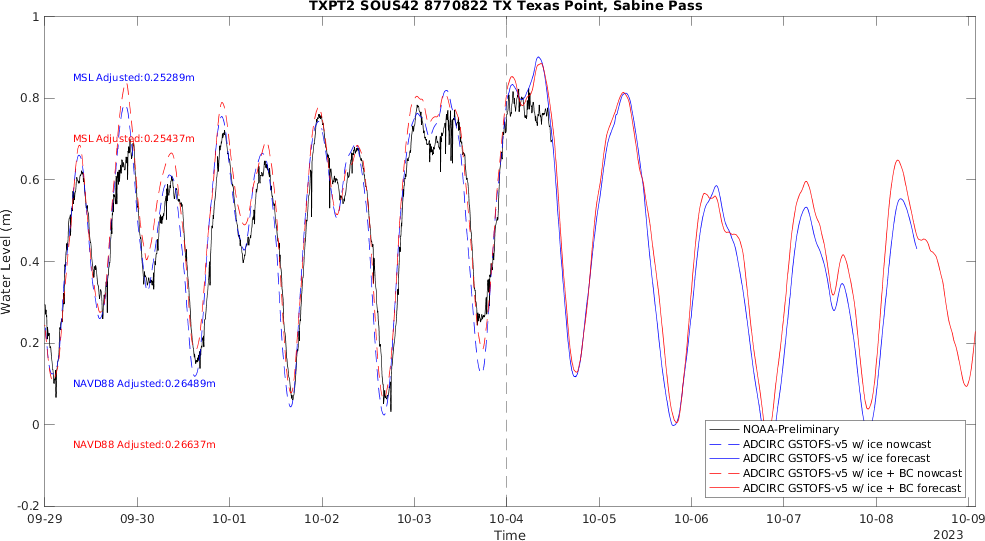 TXPT2 SOUS42 8770822 TX Texas Point, Sabine Pass
Water Level (m)
1
0.8
0.6
0.4
0.2
0
-0.2
MSL Adjusted:0.25289m
MSL Adjusted:0.25437m
NAVD88 Adjusted:0.26489m
NAVD88 Adjusted:0.26637m
NOAA-Preliminary
ADCIRC GSTOFS-v5 w/ ice nowcast
ADCIRC GSTOFS-v5 w/ ice forecast
ADCIRC GSTOFS-v5 w/ ice + BC nowcast
ADCIRC GSTOFS-v5 w/ ice + BC forecast
09-29 09-30 10-01 10-02 10-03 10-04 10-05 10-06 10-07 10-08 10-09
Time
2023